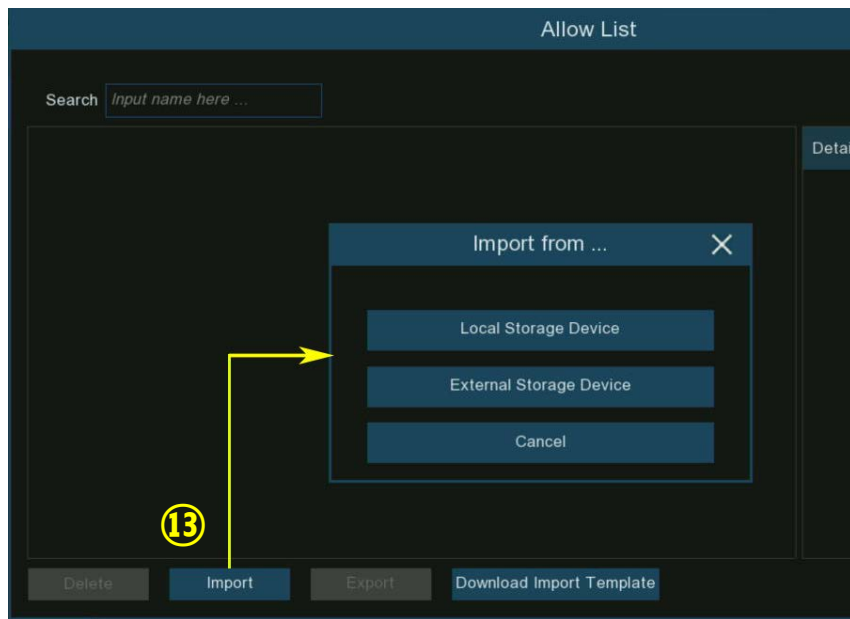 Allow List
Search Input name here ...
Detai
Import from ...
Local Storage Device
External Storage Device
Cancel
⑬
Delete Import Export Download Import Template